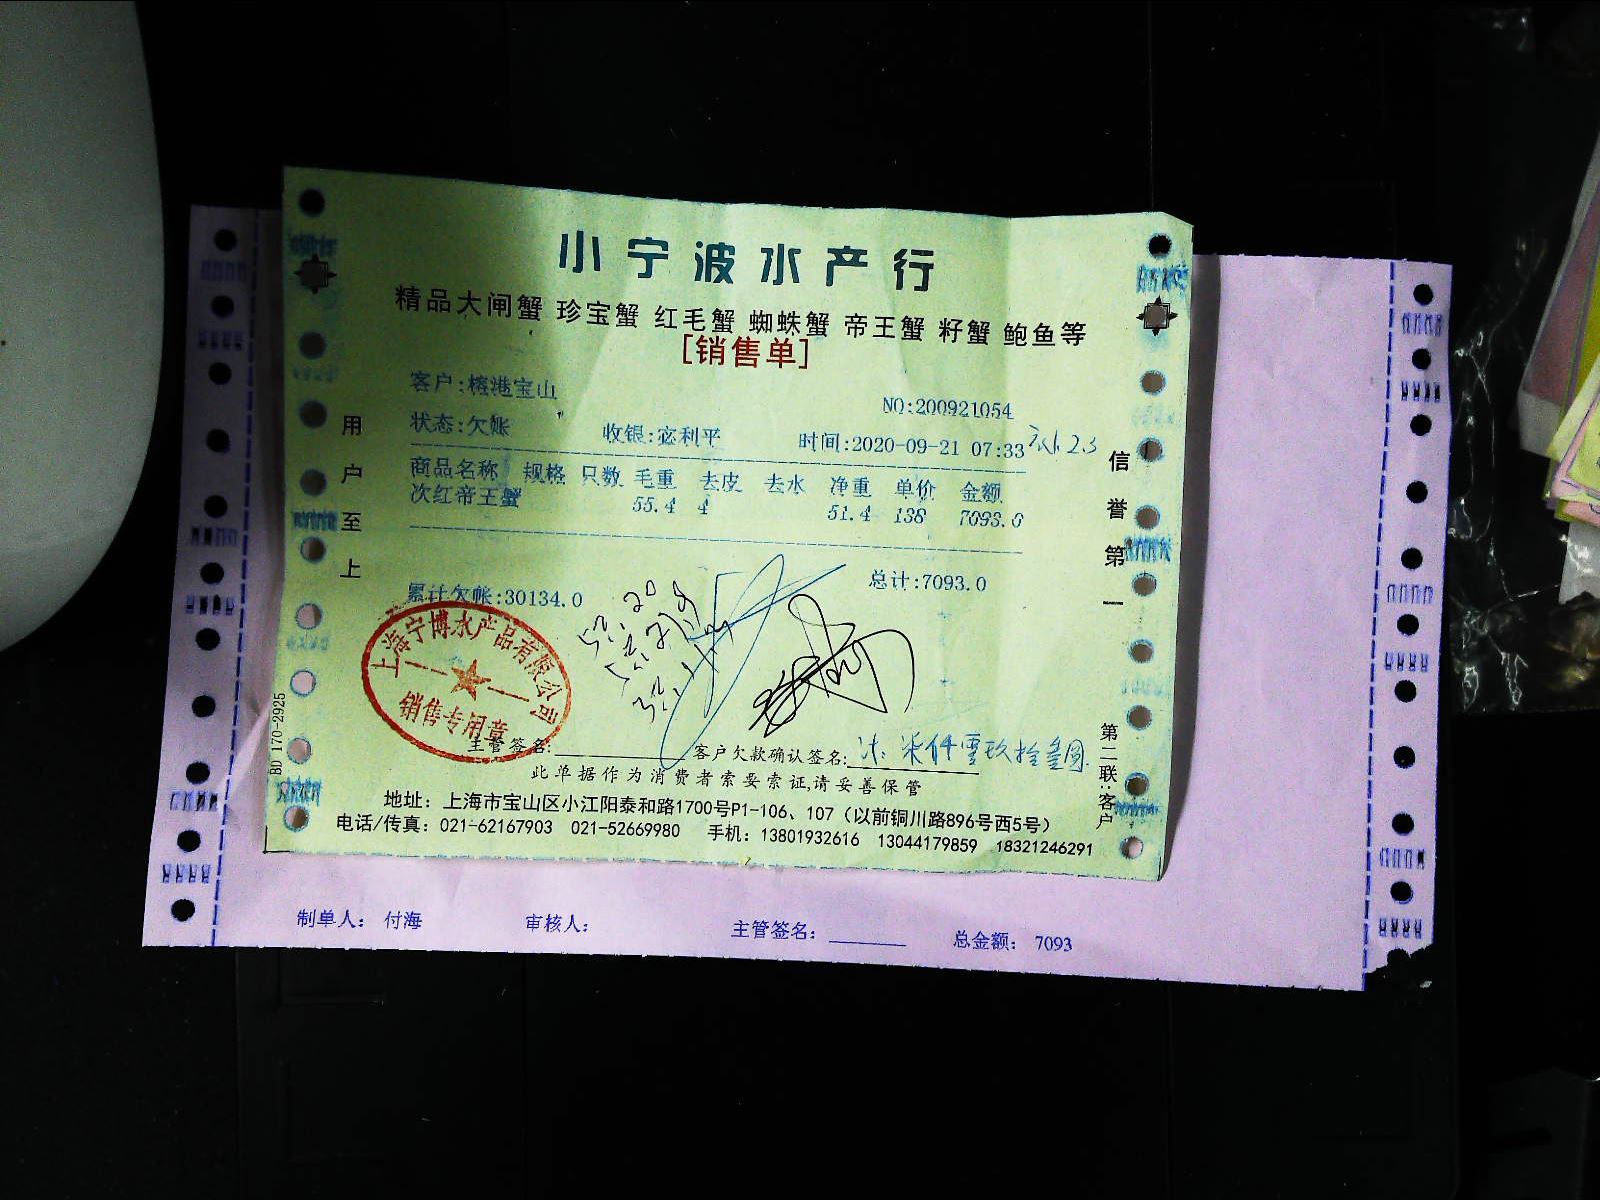 小宁波水产行
精品大闸蟹 珍宝蟹 红毛蟹 蜘蛛蟹 帝王蟹 籽蟹 鲍鱼等
[销售单]
客户:榕港宝山
NO:200921054
状态:欠账 收银:宓利平 时间:2020-09-21 07:33
商品名称 规格 只数 毛重 去皮 去水 净重 单价 金额
次红帝王蟹 55.4 4 51.4 138 7093.0
累计欠帐:30134.0 总计:7093.0
上海宁博水产品有限公司
销售专用章
主管签名: 客户欠款确认签名: 柒仟零玖拾叁圆
此单据作为消费者索要索证,请妥善保管
地址：上海市宝山区小江阳泰和路1700号P1-106、107（以前铜川路896号西5号）
电话/传真：021-62167903 021-52669980 手机：13801932616 13044179859 18321246291
用户至上
信誉第一
第二联:客户
BD 170-2925
制单人： 付海 审核人： 主管签名： 总金额： 7093